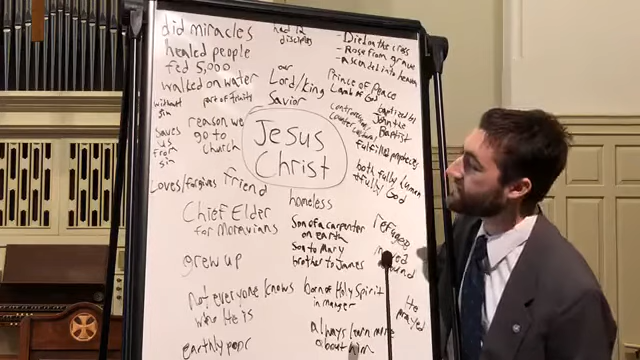 did miracles
healed people
fed 5,000
walked on water
without
sin
part of Trinity
had 12
disciples
our
Lord/king
Savior
- Died on the cross
- Rose from grave
- ascended into heaven
Prince of Peace
Lamb of God
counter cultural
baptized by
John the
Baptist
fulfilled prophecies
saves
us
from
sin
reason we
go to
church
Jesus
Christ
both fully human
+ fully God
Loves/forgives
friend
homeless
Chief Elder
for Moravians
Son of a carpenter
on earth
Son to Mary
brother to James
refugee
grew up
not everyone knows
who He is
born of Holy Spirit
in manger
He
prayed
earthly poor
always learn more
about him